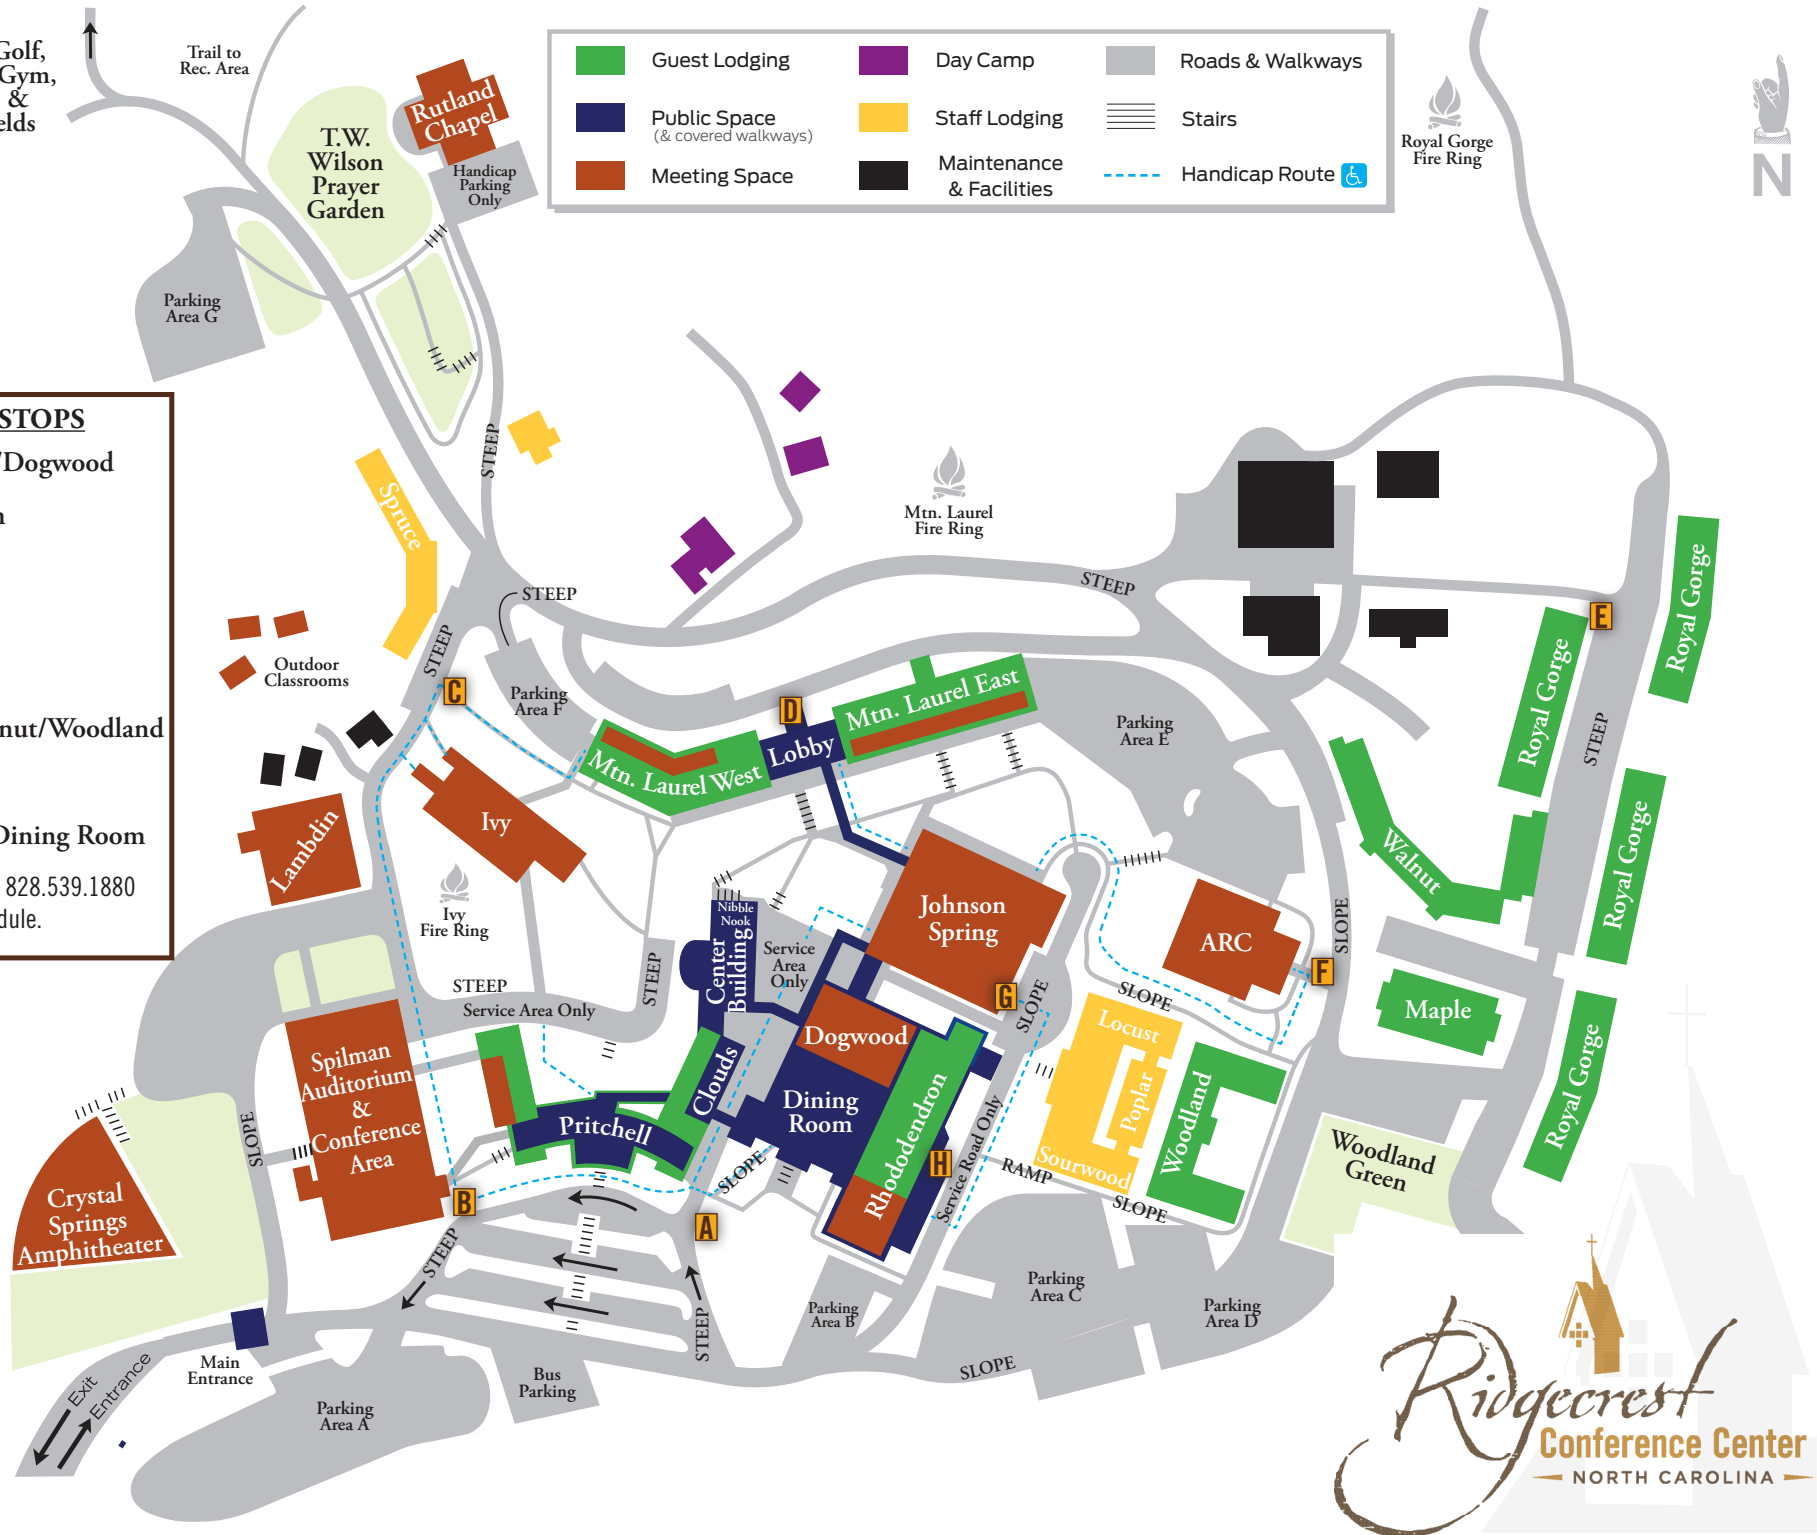 Golf,
Gym,
&
elds
Trail to
Rec. Area
Rutland
Chapel
T.W.
Wilson
Prayer
Garden
Handicap
Parking
Only
Guest Lodging
Public Space
(& covered walkways)
Meeting Space
Day Camp
Staff Lodging
Maintenance
& Facilities
Roads & Walkways
Stairs
Handicap Route
Royal Gorge
Fire Ring
N
Parking
Area G
STOPS
/Dogwood
nut/Woodland
Dining Room
828.539.1880
dule.
STEEP
Spruce
Mtn. Laurel
Fire Ring
STEEP
STEEP
STEEP
Outdoor
Classrooms
C
Parking
Area F
D
Lobby
Mtn. Laurel East
Mtn. Laurel West
Parking
Area E
E
Royal Gorge
Royal Gorge
STEEP
Royal Gorge
Royal Gorge
Walnut
Maple
Lambdin
Ivy
Ivy
Fire Ring
Nibble
Nook
Center
Building
Service
Area
Only
Johnson
Spring
ARC
SLOPE
F
G
SLOPE
SLOPE
STEEP
Service Area Only
STEEP
Spilman
Auditorium
&
Conference
Area
Pritchell
Clouds
Dogwood
Dining
Room
Rhododendron
H
Service Road Only
Locust
Poplar
Sourwood
Woodland
RAMP
SLOPE
Woodland
Green
Royal Gorge
SLOPE
Crystal
Springs
Amphitheater
B
A
SLOPE
STEEP
STEEP
Parking
Area B
Parking
Area C
Parking
Area D
SLOPE
Main
Entrance
Exit
Entrance
Parking
Area A
Bus
Parking
Ridgecrest
Conference Center
NORTH CAROLINA